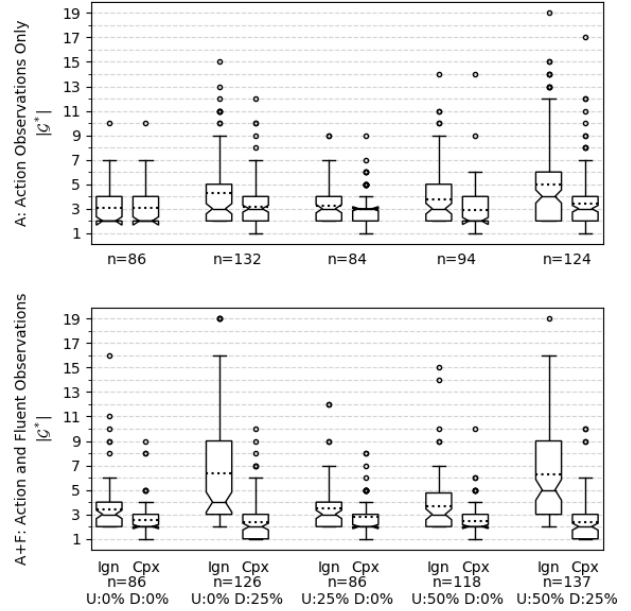 A: Action Observations Only
|𝒢*|
19
17
15
13
11
9
7
5
3
1
n=86
n=132
n=84
n=94
n=124
A+F: Action and Fluent Observations
|𝒢*|
19
17
15
13
11
9
7
5
3
1
Ign Cpx Ign Cpx Ign Cpx Ign Cpx Ign Cpx
n=86 n=126 n=86 n=118 n=137
U:0% D:0% U:0% D:25% U:25% D:0% U:50% D:0% U:50% D:25%